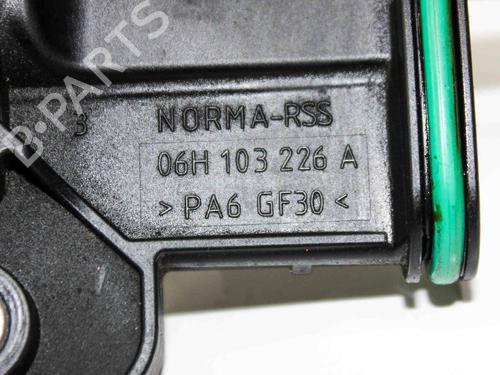 B-PARTS
3
NORMA-RSS
06H 103 226 A
> PA6 GF30 <